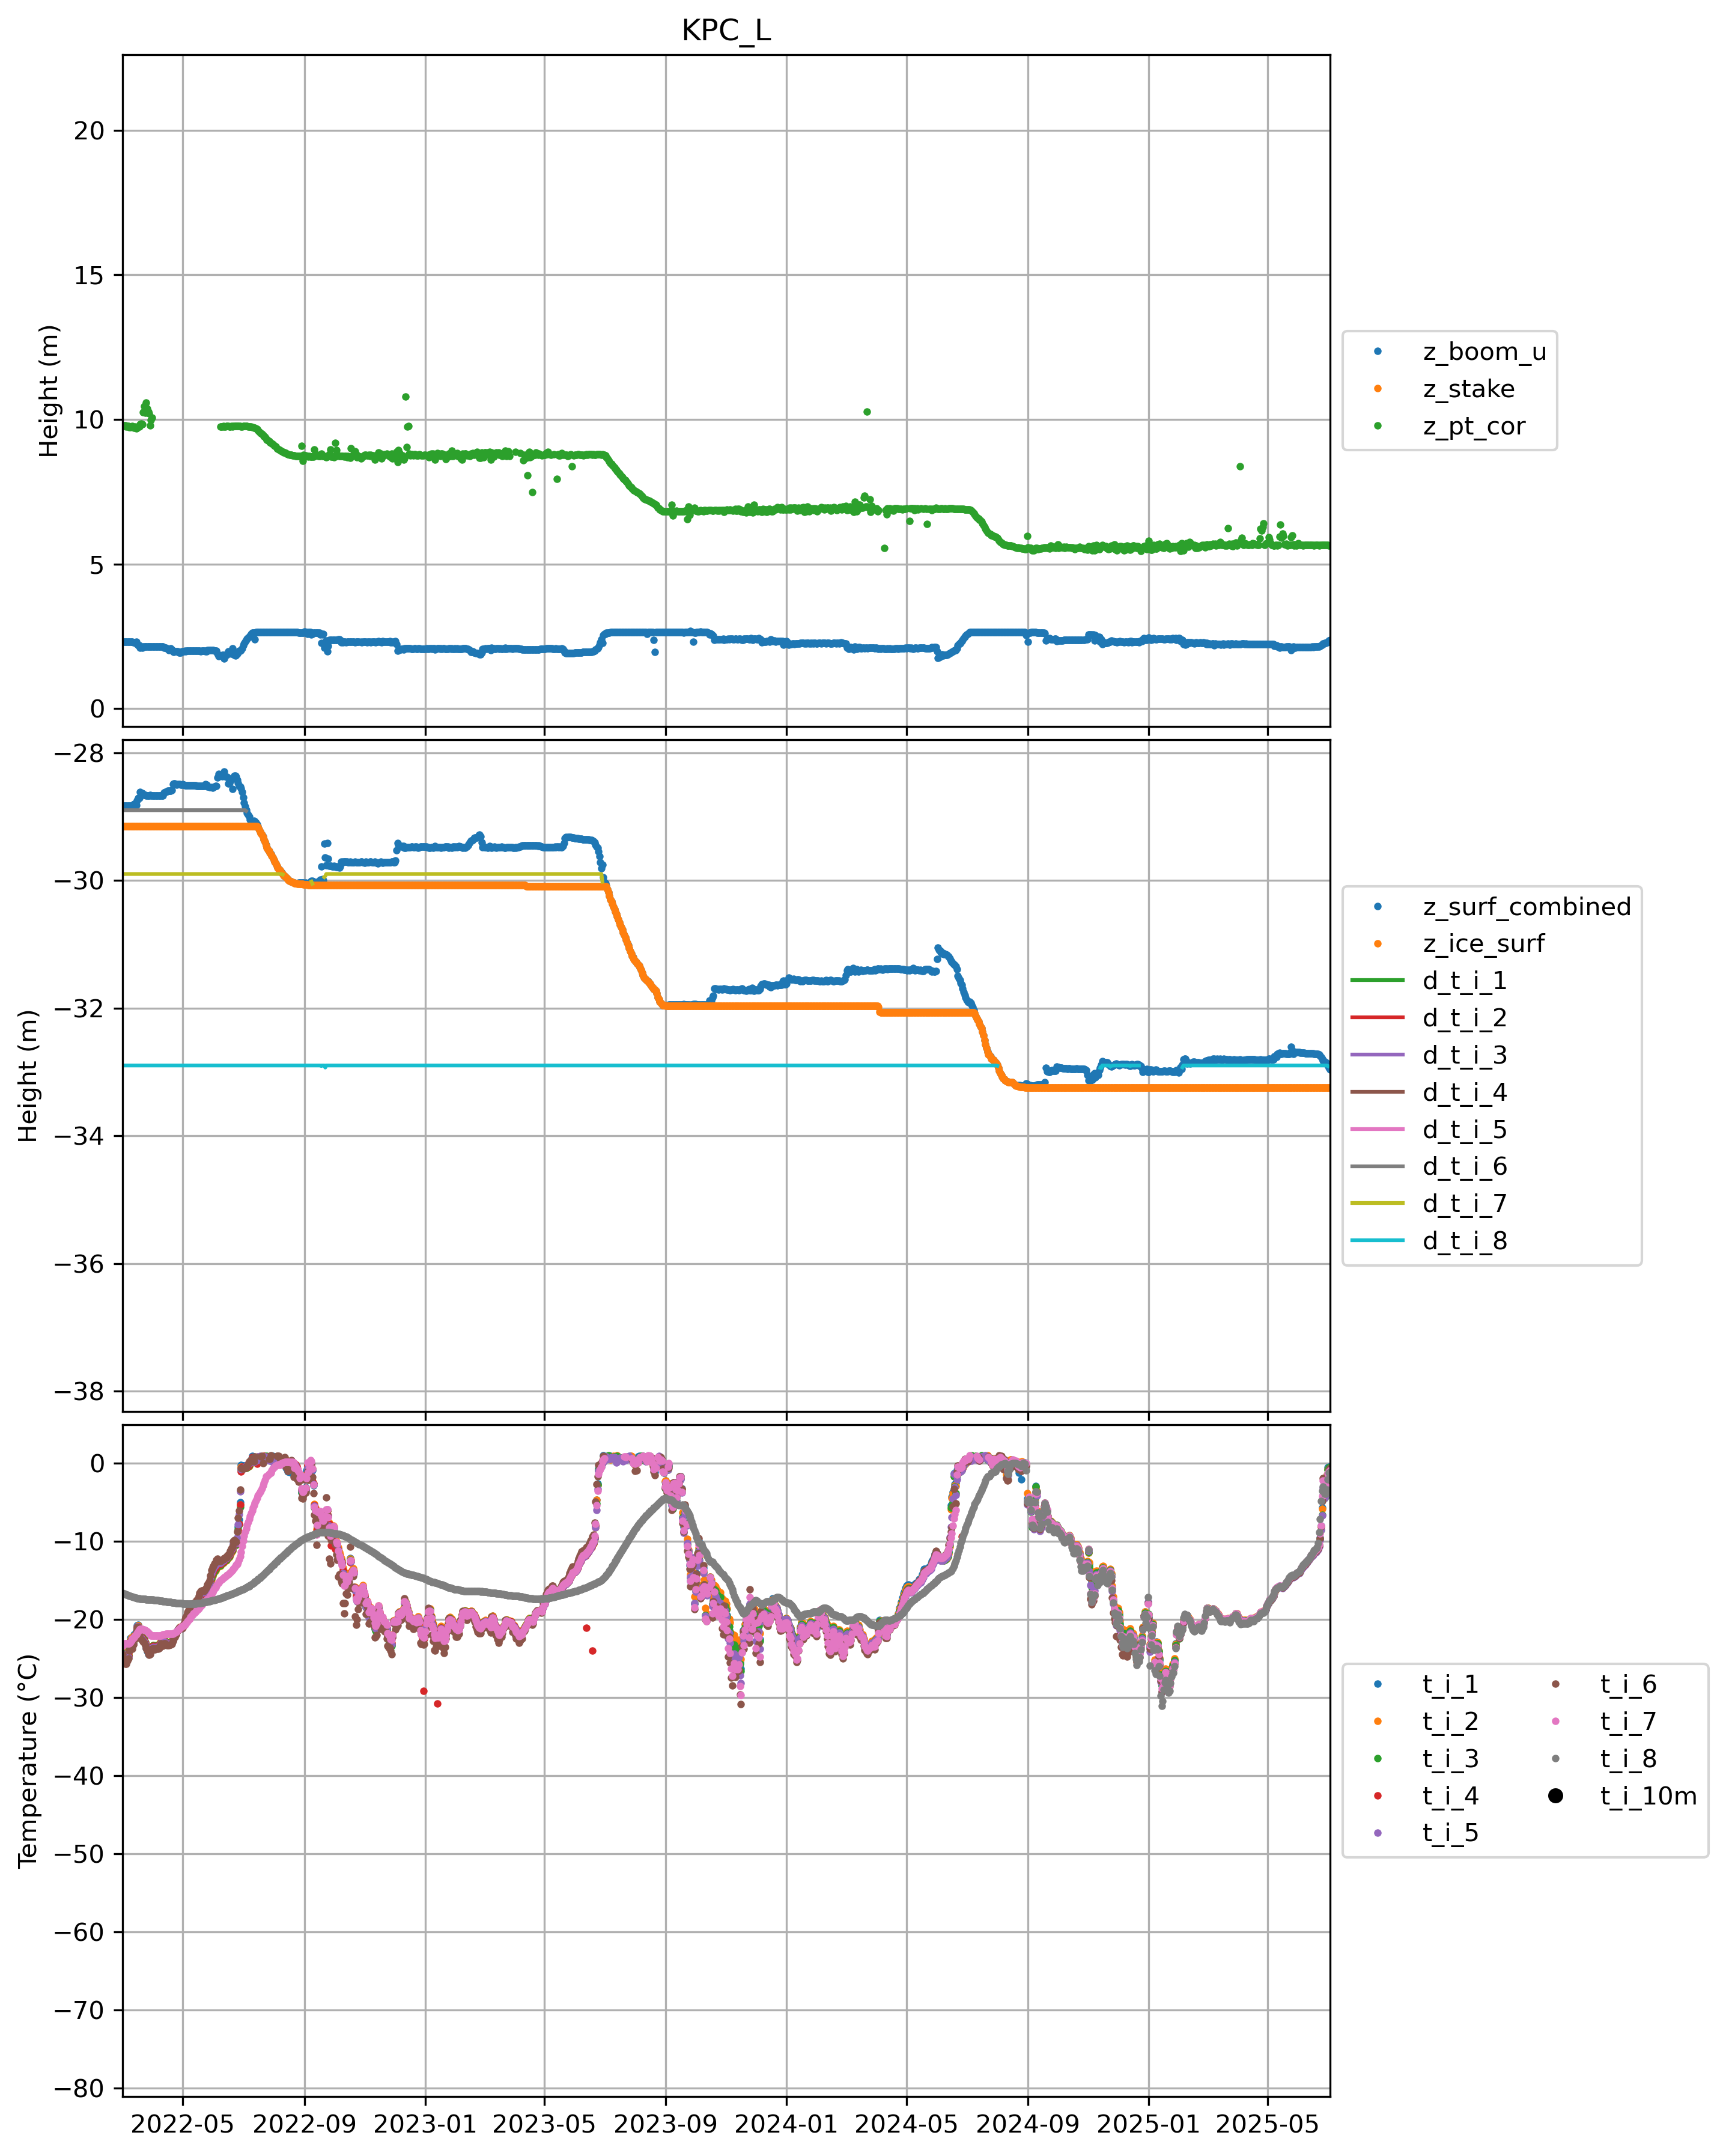 KPC_L
20
15
10
5
0
Height (m)
z_boom_u
z_stake
z_pt_cor
−28
−30
−32
−34
−36
−38
Height (m)
z_surf_combined
z_ice_surf
d_t_i_1
d_t_i_2
d_t_i_3
d_t_i_4
d_t_i_5
d_t_i_6
d_t_i_7
d_t_i_8
0
−10
−20
−30
−40
−50
−60
−70
−80
Temperature (°C)
t_i_1 t_i_6
t_i_2 t_i_7
t_i_3 t_i_8
t_i_4 t_i_10m
t_i_5
2022-05 2022-09 2023-01 2023-05 2023-09 2024-01 2024-05 2024-09 2025-01 2025-05